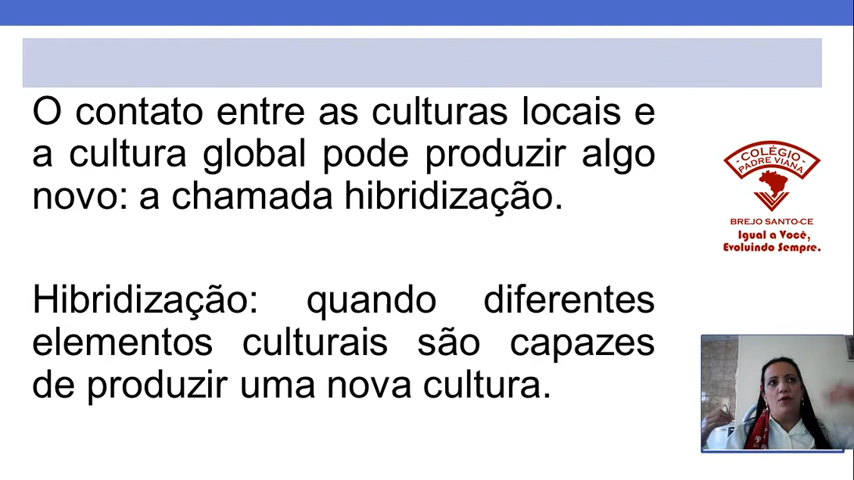 O contato entre as culturas locais e
a cultura global pode produzir algo
novo: a chamada hibridização.
Hibridização: quando diferentes
elementos culturais são capazes
de produzir uma nova cultura.
COLÉGIO
PADRE VIANA
BREJO SANTO-CE
Igual a Você,
Evoluindo Sempre.